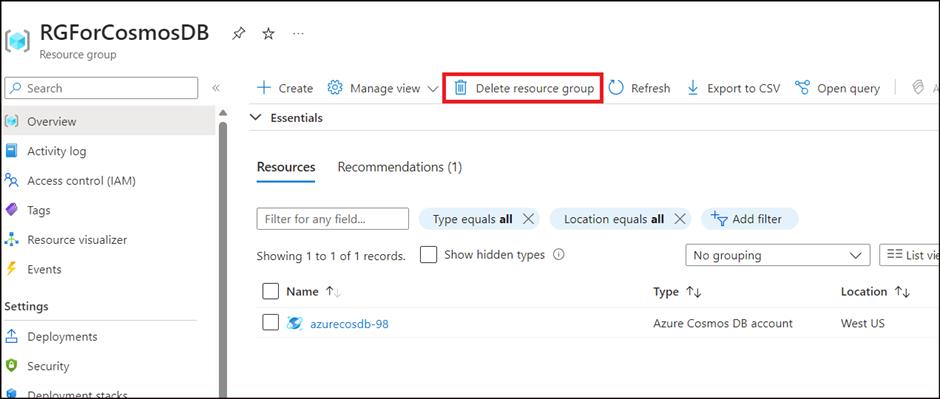 RGForCosmosDB
Resource group
Search
Create Manage view Delete resource group Refresh Export to CSV Open query
Overview
Essentials
Activity log
Resources Recommendations (1)
Access control (IAM)
Tags
Filter for any field... Type equals all Location equals all Add filter
Resource visualizer
Showing 1 to 1 of 1 records. Show hidden types No grouping List
Events
Name Type Location
Settings
azurecosdb-98 Azure Cosmos DB account West US
Deployments
Security
Deployment stacks